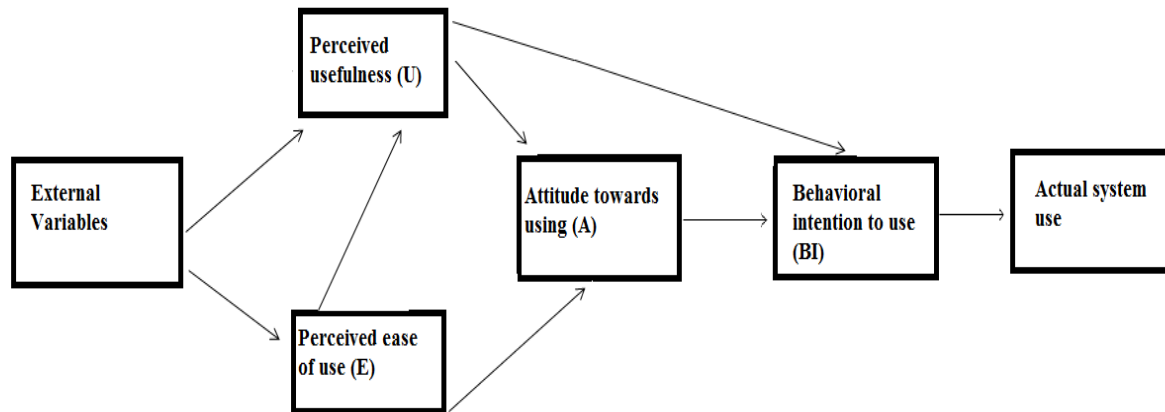 Perceived
usefulness (U)
External
Variables
Attitude towards
using (A)
Behavioral
intention to use
(BI)
Actual system
use
Perceived ease
of use (E)